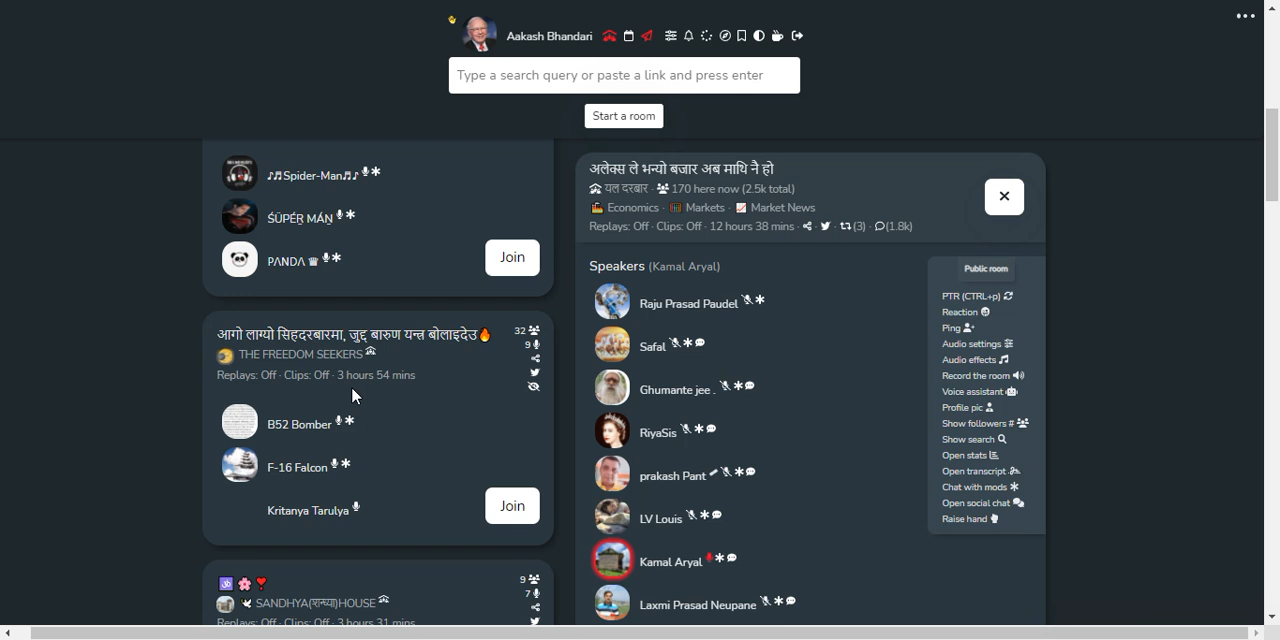 Aakash Bhandari
Type a search query or paste a link and press enter
Start a room
♪♬Spider-Man♬♪
ŚÜPÉŔ MÁŃ
PΛNDΛ ♛
Join
आगो लाग्यो सिंहदरबारमा, जुद्द बारुण यन्त्र बोलाइदेउ🔥
32
9
THE FREEDOM SEEKERS
Replays: Off · Clips: Off · 3 hours 54 mins
B52 Bomber
F-16 Falcon
Kritanya Tarulya
Join
🕉 🌸 ❣
9
7
🕊 SANDHYA(सन्ध्या)HOUSE
Replays: Off · Clips: Off · 3 hours 31 mins
अलेक्स ले भन्यो बजार अब माथि नै हो
यल दरबार · 170 here now (2.5k total)
Economics · Markets · Market News
Replays: Off · Clips: Off · 12 hours 38 mins · (3) · (1.8k)
Speakers (Kamal Aryal)
Raju Prasad Paudel
Safal
Ghumante jee .
RiyaSis
prakash Pant
LV Louis
Kamal Aryal
Laxmi Prasad Neupane
Public room
PTR (CTRL+p)
Reaction
Ping
Audio settings
Audio effects
Record the room
Voice assistant
Profile pic
Show followers #
Show search
Open stats
Open transcript
Chat with mods
Open social chat
Raise hand